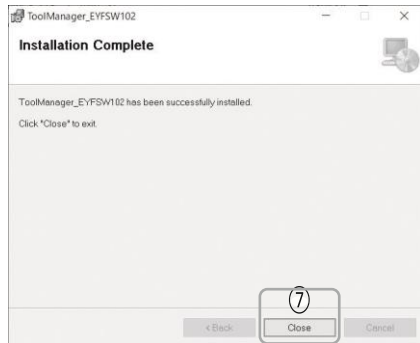 ToolManager_EYFSW102
Installation Complete
ToolManager_EYFSW102 has been successfully installed.
Click "Close" to exit.
⑦
< Back
Close
Cancel